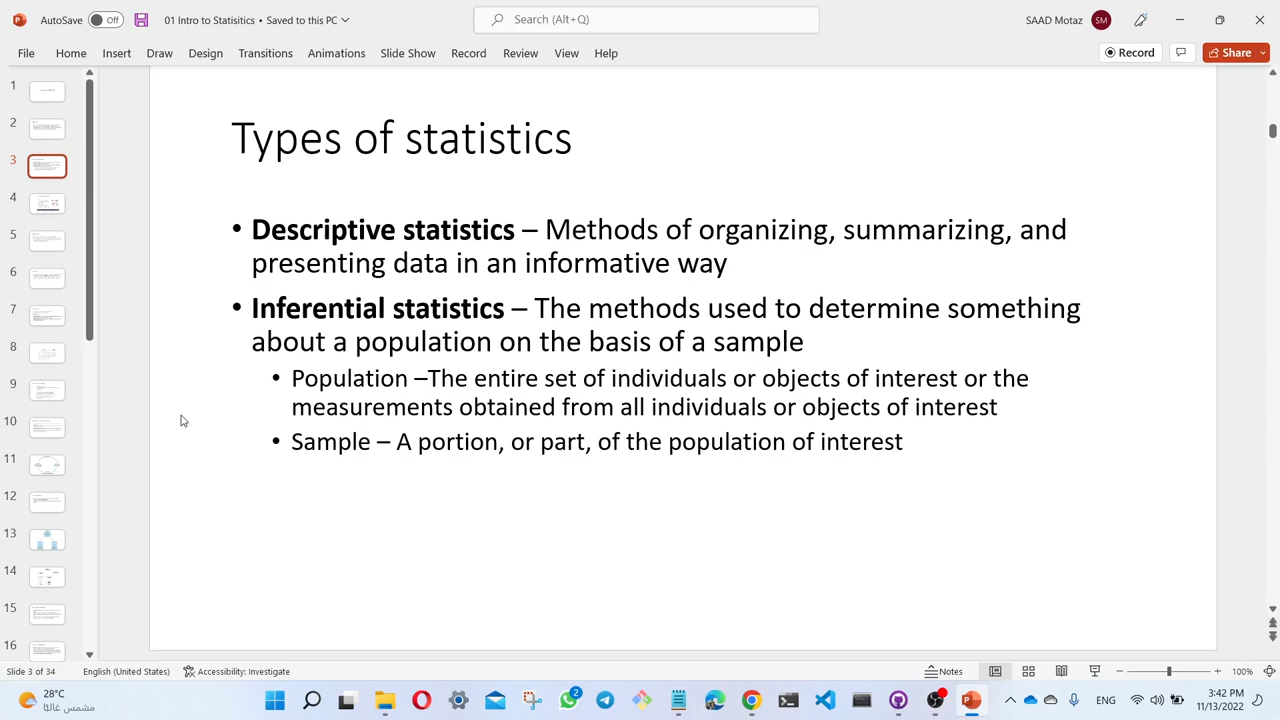 AutoSave Off 01 Intro to Statisitics • Saved to this PC Search (Alt+Q) SAAD Motaz SM
File Home Insert Draw Design Transitions Animations Slide Show Record Review View Help Record Share
1
2
3
4
5
6
7
8
9
10
11
12
13
14
15
16
Types of statistics
• Descriptive statistics – Methods of organizing, summarizing, and
presenting data in an informative way
• Inferential statistics – The methods used to determine something
about a population on the basis of a sample
• Population –The entire set of individuals or objects of interest or the
measurements obtained from all individuals or objects of interest
• Sample – A portion, or part, of the population of interest
Slide 3 of 34 English (United States) Accessibility: Investigate Notes 100%
28°C 2 ENG 3:42 PM
مشمس غالبًا 11/13/2022